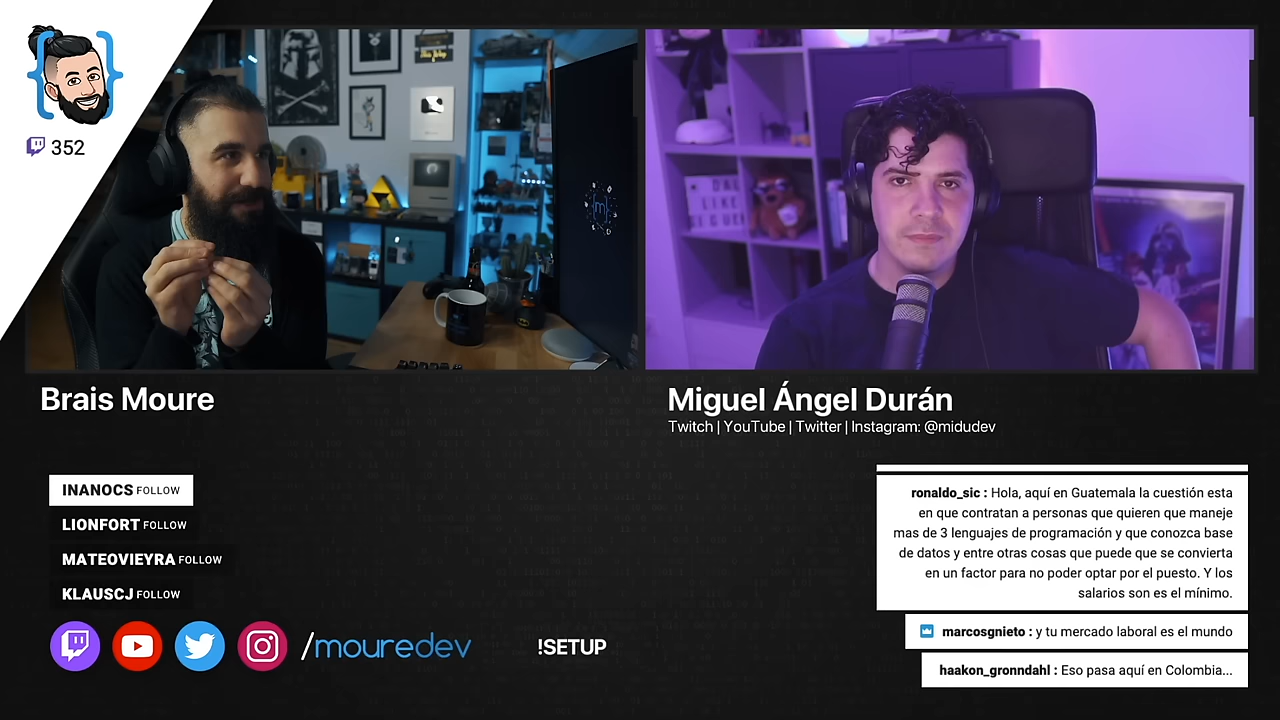 352
DAL
LIKE
Brais Moure
Miguel Ángel Durán
Twitch | YouTube | Twitter | Instagram: @midudev
INANOCS FOLLOW
LIONFORT FOLLOW
MATEOVIEYRA FOLLOW
KLAUSCJ FOLLOW
/mouredev
!SETUP
ronaldo_sic : Hola, aquí en Guatemala la cuestión esta
en que contratan a personas que quieren que maneje
mas de 3 lenguajes de programación y que conozca base
de datos y entre otras cosas que puede que se convierta
en un factor para no poder optar por el puesto. Y los
salarios son es el mínimo.
marcosgnieto : y tu mercado laboral es el mundo
haakon_gronndahl : Eso pasa aquí en Colombia...